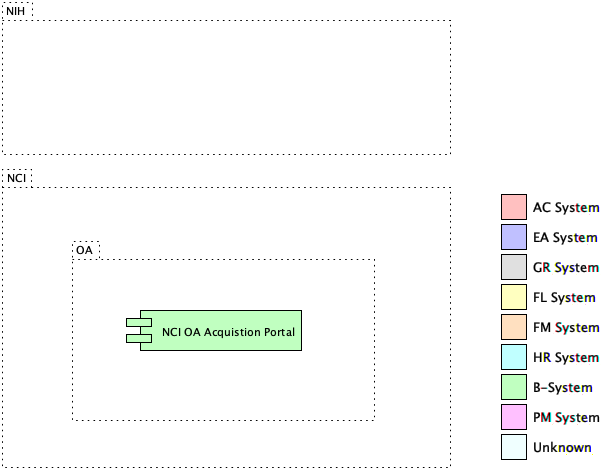 NIH
NCI
OA
NCI OA Acquistion Portal
AC System
EA System
GR System
FL System
FM System
HR System
B-System
PM System
Unknown